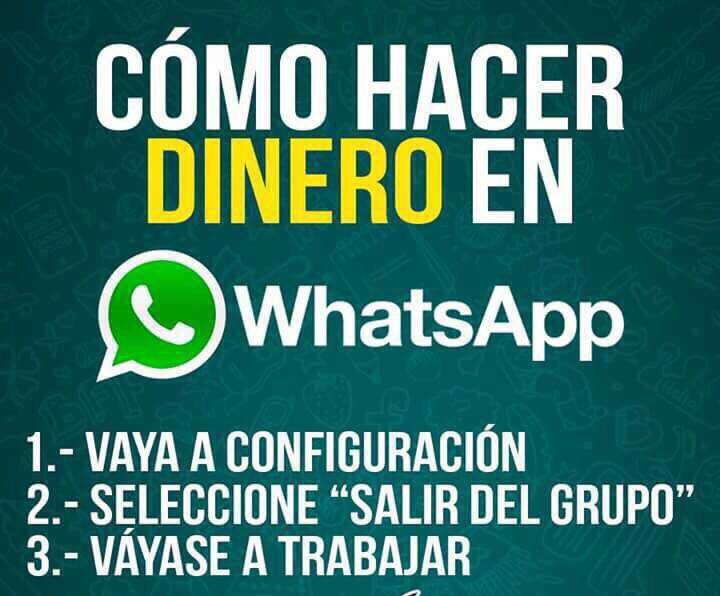 CÓMO HACER
DINERO EN
WhatsApp
1.- VAYA A CONFIGURACIÓN
2.- SELECCIONE “SALIR DEL GRUPO”
3.- VÁYASE A TRABAJAR